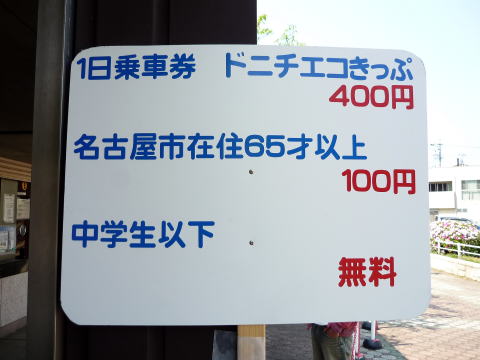 1日乗車券 ドニチエコきっぷ
400円
名古屋市在住65才以上
100円
中学生以下
無料